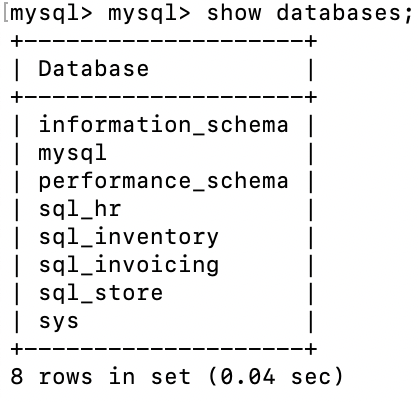 [mysql> mysql> show databases;
+--------------------+
| Database           |
+--------------------+
| information_schema |
| mysql              |
| performance_schema |
| sql_hr             |
| sql_inventory      |
| sql_invoicing      |
| sql_store          |
| sys                |
+--------------------+
8 rows in set (0.04 sec)